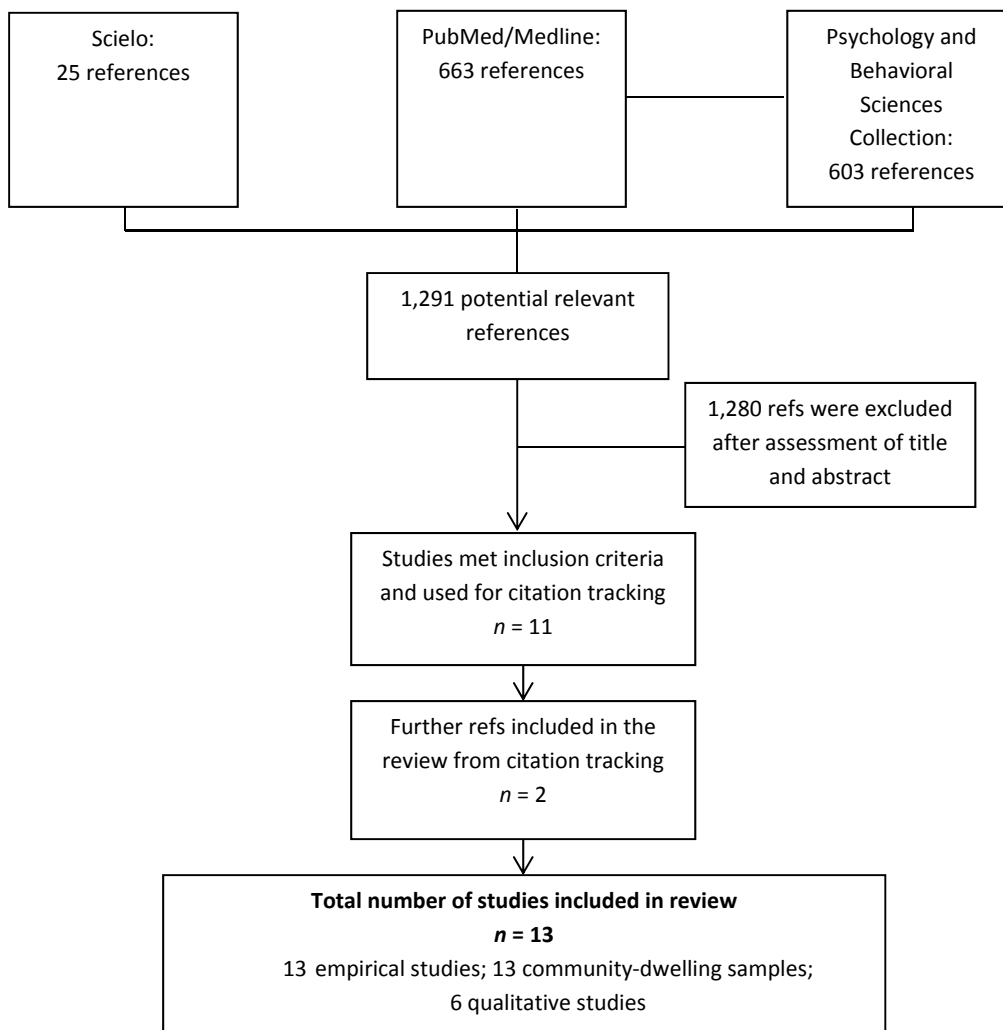 Scielo:
25 references
PubMed/Medline:
663 references
Psychology and
Behavioral
Sciences
Collection:
603 references
1,291 potential relevant
references
1,280 refs were excluded
after assessment of title
and abstract
Studies met inclusion criteria
and used for citation tracking
n = 11
Further refs included in the
review from citation tracking
n = 2
Total number of studies included in review
n = 13
13 empirical studies; 13 community-dwelling samples;
6 qualitative studies